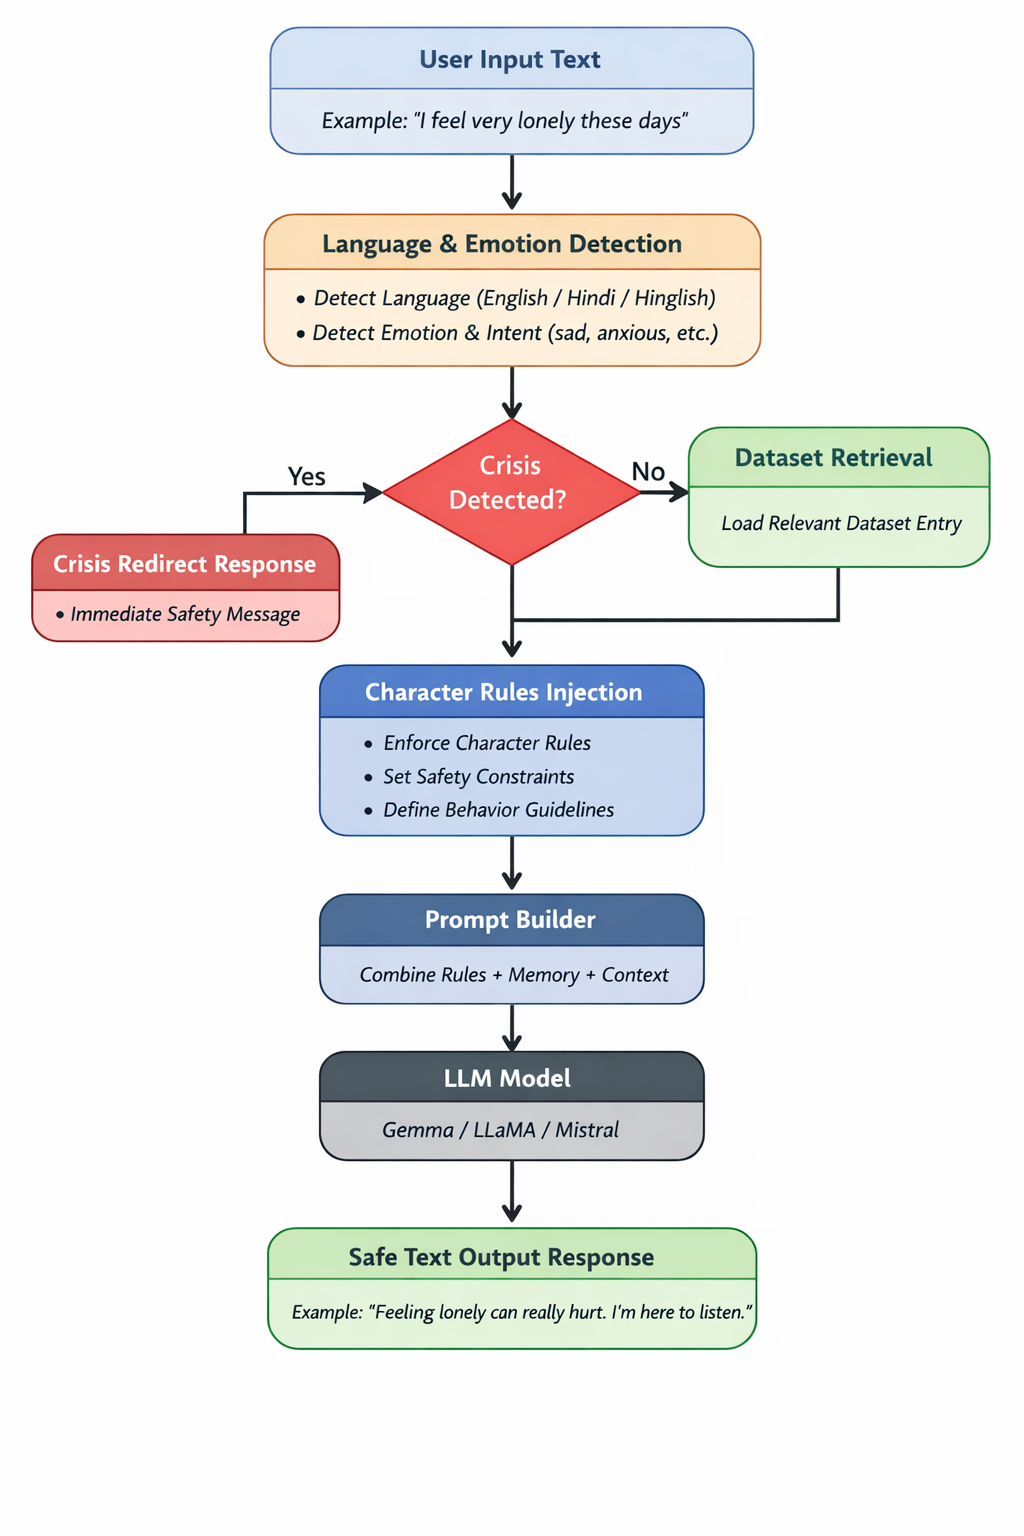 User Input Text
Example: "I feel very lonely these days"
Language & Emotion Detection
• Detect Language (English / Hindi / Hinglish)
• Detect Emotion & Intent (sad, anxious, etc.)
Crisis
Detected?
Yes
No
Dataset Retrieval
Load Relevant Dataset Entry
Crisis Redirect Response
• Immediate Safety Message
Character Rules Injection
• Enforce Character Rules
• Set Safety Constraints
• Define Behavior Guidelines
Prompt Builder
Combine Rules + Memory + Context
LLM Model
Gemma / LLaMA / Mistral
Safe Text Output Response
Example: "Feeling lonely can really hurt. I'm here to listen."